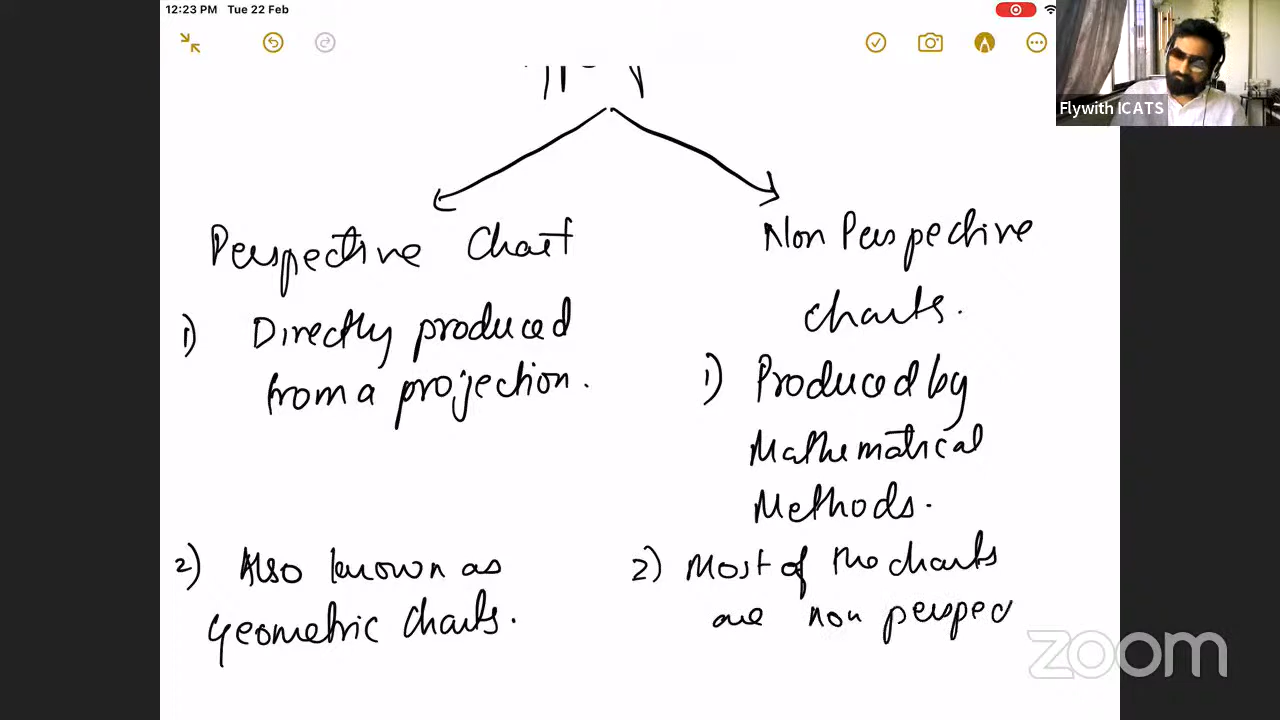 12:23 PM Tue 22 Feb
Flywith ICATS
Perspective Chart
1) Directly produced
from a projection.
2) Also known as
Geometric charts.
Non Perspective
charts.
1) Produced by
Mathematical
Methods.
2) Most of the charts
are non perspec
zoom